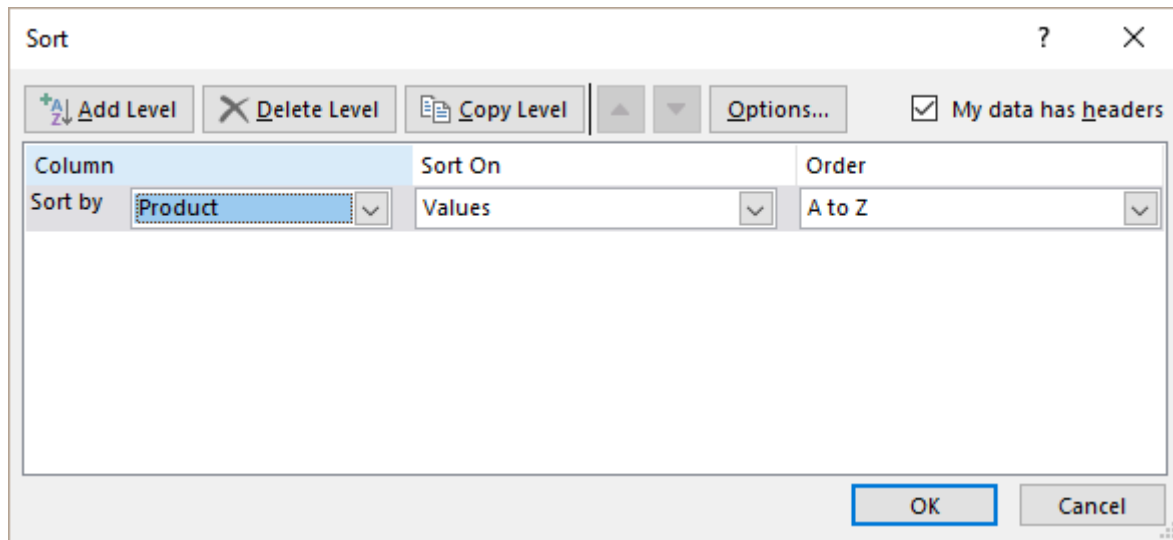 Sort ?
Add Level Delete Level Copy Level Options... My data has headers
Column Sort On Order
Sort by Product Values A to Z
OK Cancel